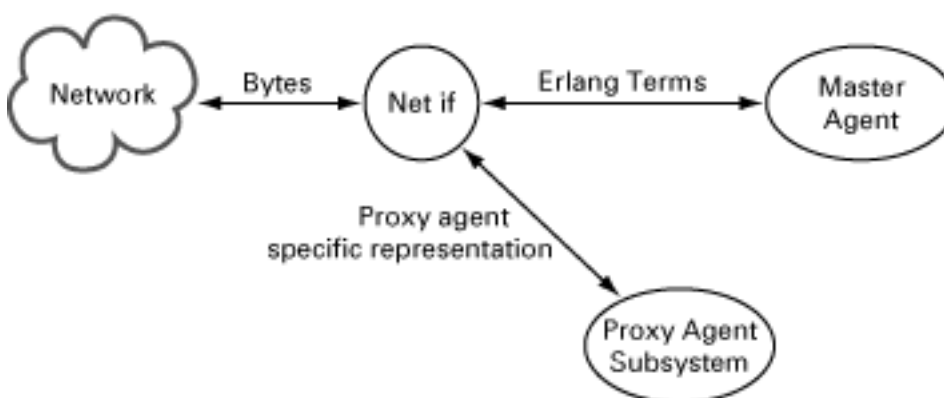 Network
Bytes
Net if
Erlang Terms
Master
Agent
Proxy agent
specific representation
Proxy Agent
Subsystem